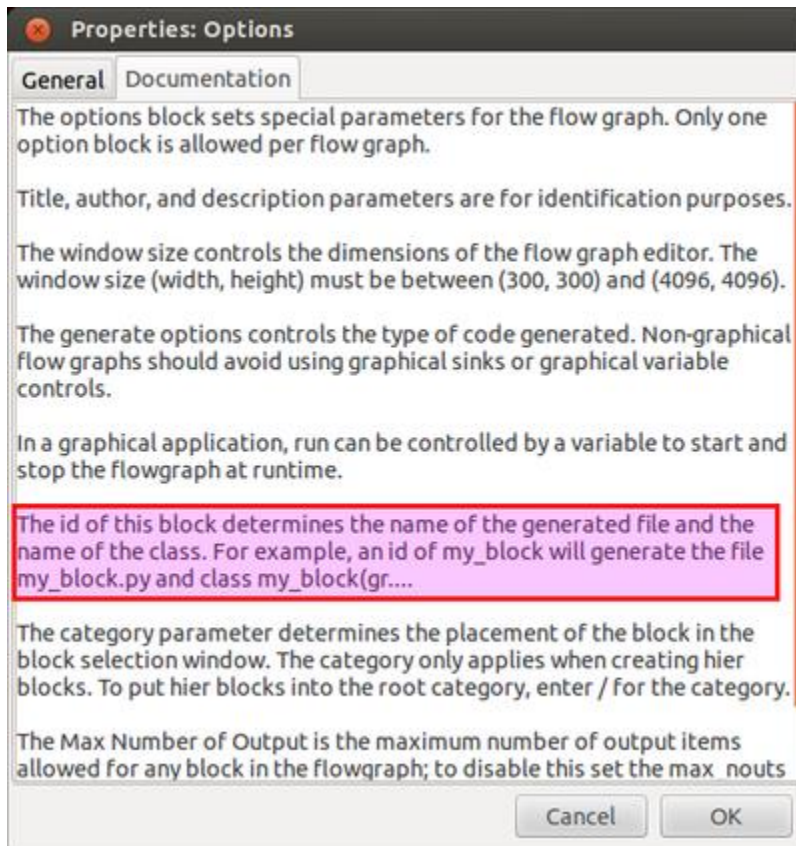 Properties: Options
General Documentation
The options block sets special parameters for the flow graph. Only one
option block is allowed per flow graph.
Title, author, and description parameters are for identification purposes.
The window size controls the dimensions of the flow graph editor. The
window size (width, height) must be between (300, 300) and (4096, 4096).
The generate options controls the type of code generated. Non-graphical
flow graphs should avoid using graphical sinks or graphical variable
controls.
In a graphical application, run can be controlled by a variable to start and
stop the flowgraph at runtime.
The id of this block determines the name of the generated file and the
name of the class. For example, an id of my_block will generate the file
my_block.py and class my_block(gr....
The category parameter determines the placement of the block in the
block selection window. The category only applies when creating hier
blocks. To put hier blocks into the root category, enter / for the category.
The Max Number of Output is the maximum number of output items
allowed for any block in the flowgraph; to disable this set the max_nouts
Cancel OK